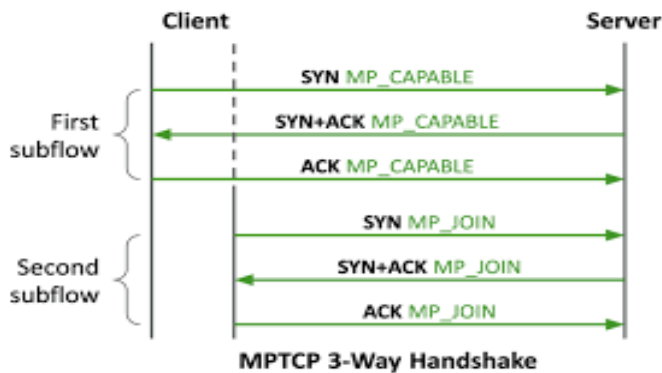 Client
Server
SYN MP_CAPABLE
SYN+ACK MP_CAPABLE
First
subflow
ACK MP_CAPABLE
SYN MP_JOIN
Second
subflow
SYN+ACK MP_JOIN
ACK MP_JOIN
MPTCP 3-Way Handshake